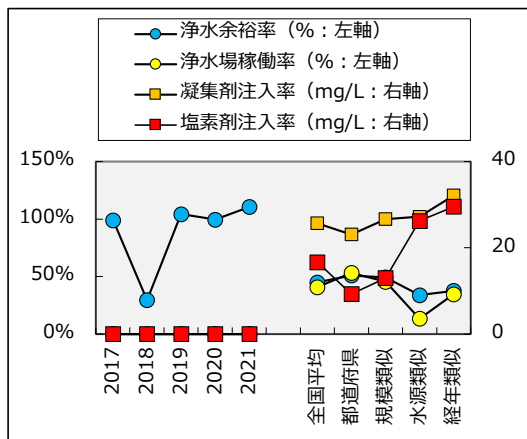 浄水余裕率（%：左軸）
浄水場稼働率（%：左軸）
凝集剤注入率（mg/L：右軸）
塩素剤注入率（mg/L：右軸）
150%
100%
50%
0%
40
20
0
2017
2018
2019
2020
2021
全国平均
都道府県
規模類似
水源類似
経年類似